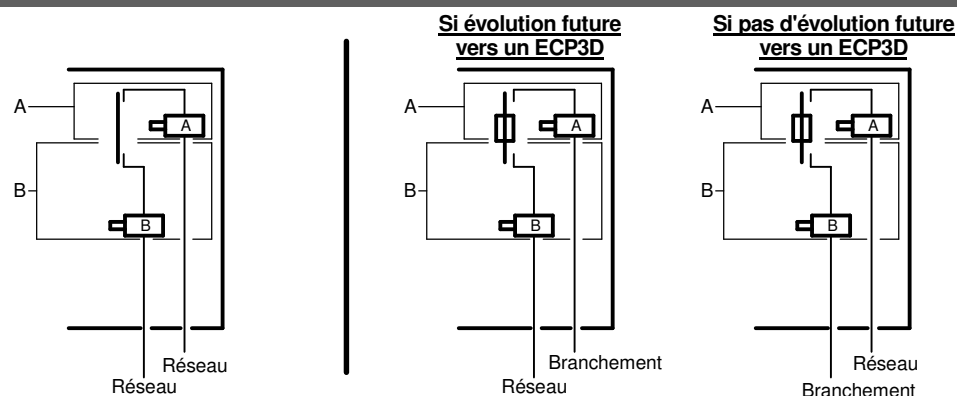 Si évolution future
vers un ECP3D
Si pas d'évolution future
vers un ECP3D
A
A
B
B
Réseau
Réseau
A
A
B
B
Branchement
Réseau
A
A
B
B
Réseau
Branchement